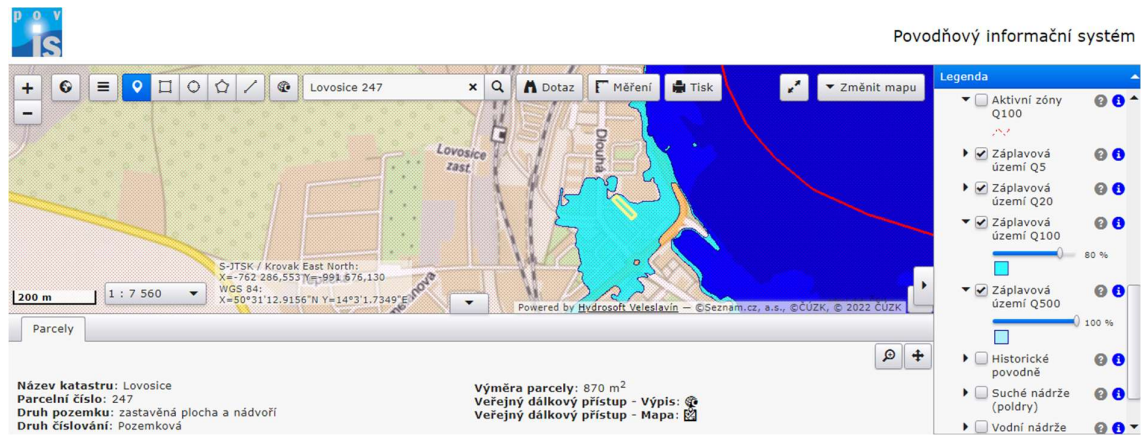 p o v
is
Povodňový informační systém
+
Lovosice 247
×
Dotaz
Měření
Tisk
Změnit mapu
−
Lovosice
zast.
Dlouhá
S-JTSK / Krovak East North:
X=-762 286,553 Y=-991 676,130
WGS 84:
X=50°31'12.9156"N Y=14°3'1.7349"E
200 m
1 : 7 560
Powered by Hydrosoft Veleslavín — ©Seznam.cz, a.s., ©ČÚZK, © 2022 ČÚZK
Legenda
Aktivní zóny
Q100
Záplavová
území Q5
Záplavová
území Q20
Záplavová
území Q100
80 %
Záplavová
území Q500
100 %
Historické
povodně
Suché nádrže
(poldry)
Vodní nádrže
Parcely
Název katastru: Lovosice
Parcelní číslo: 247
Druh pozemku: zastavěná plocha a nádvoří
Druh číslování: Pozemková
Výměra parcely: 870 m²
Veřejný dálkový přístup - Výpis:
Veřejný dálkový přístup - Mapa: